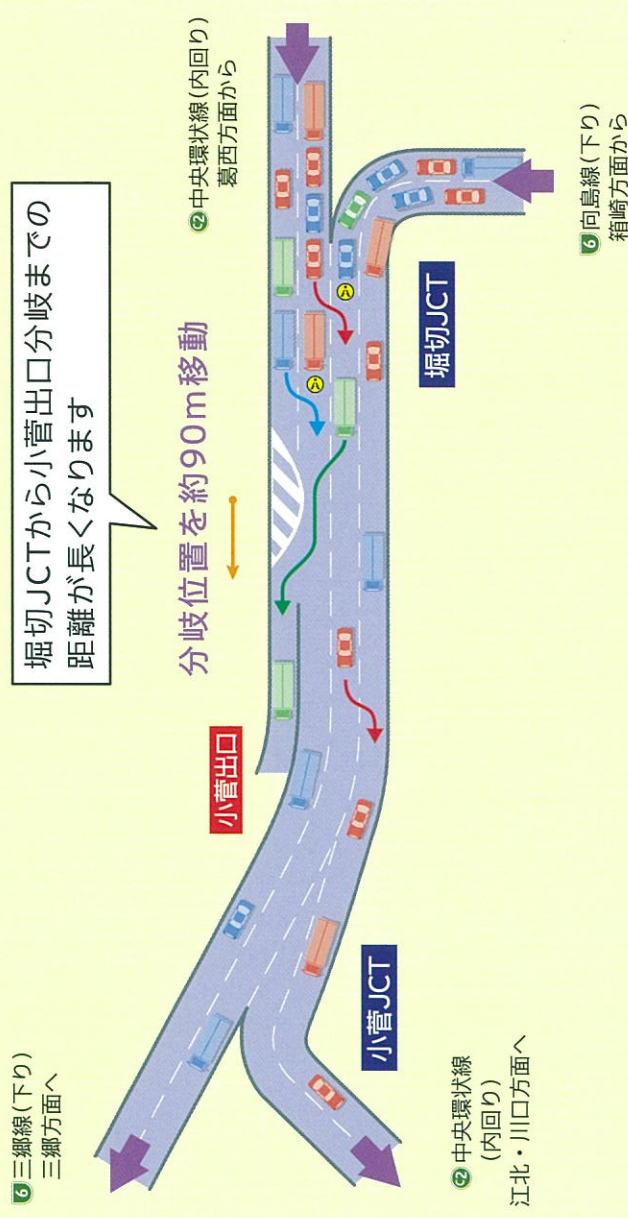 堀切JCTから小菅出口分岐までの
距離が長くなります
分岐位置を約90m移動
C2 中央環状線(内回り)
葛西方面から
6 向島線(下り)
箱崎方面から
堀切JCT
小菅出口
小菅JCT
6 三郷線(下り)
三郷方面へ
C2 中央環状線
(内回り)
江北・川口方面へ